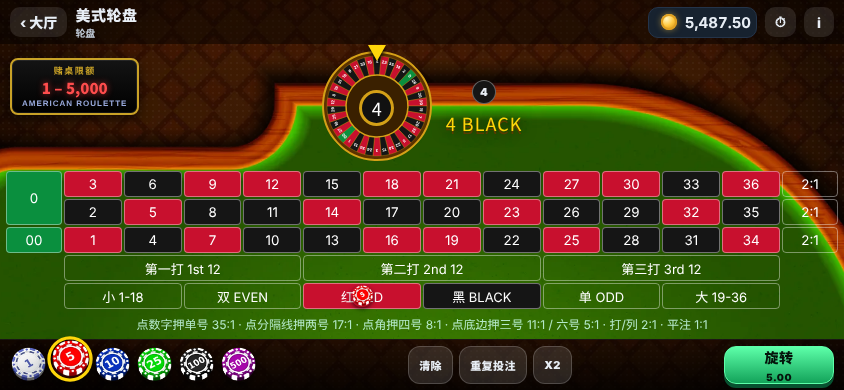 ‹ 大厅
美式轮盘
轮盘
5,487.50
i
赌桌限额
1 – 5,000
AMERICAN ROULETTE
4
4
4 BLACK
0
3 6 9 12 15 18 21 24 27 30 33 36 2:1
2 5 8 11 14 17 20 23 26 29 32 35 2:1
00 1 4 7 10 13 16 19 22 25 28 31 34 2:1
第一打 1st 12 第二打 2nd 12 第三打 3rd 12
小 1-18 双 EVEN 红 5 D 黑 BLACK 单 ODD 大 19-36
点数字押单号 35:1 · 点分隔线押两号 17:1 · 点角押四号 8:1 · 点底边押三号 11:1 / 六号 5:1 · 打/列 2:1 · 平注 1:1
1 5 10 25 100 500
清除 重复投注 X2
旋转
5.00